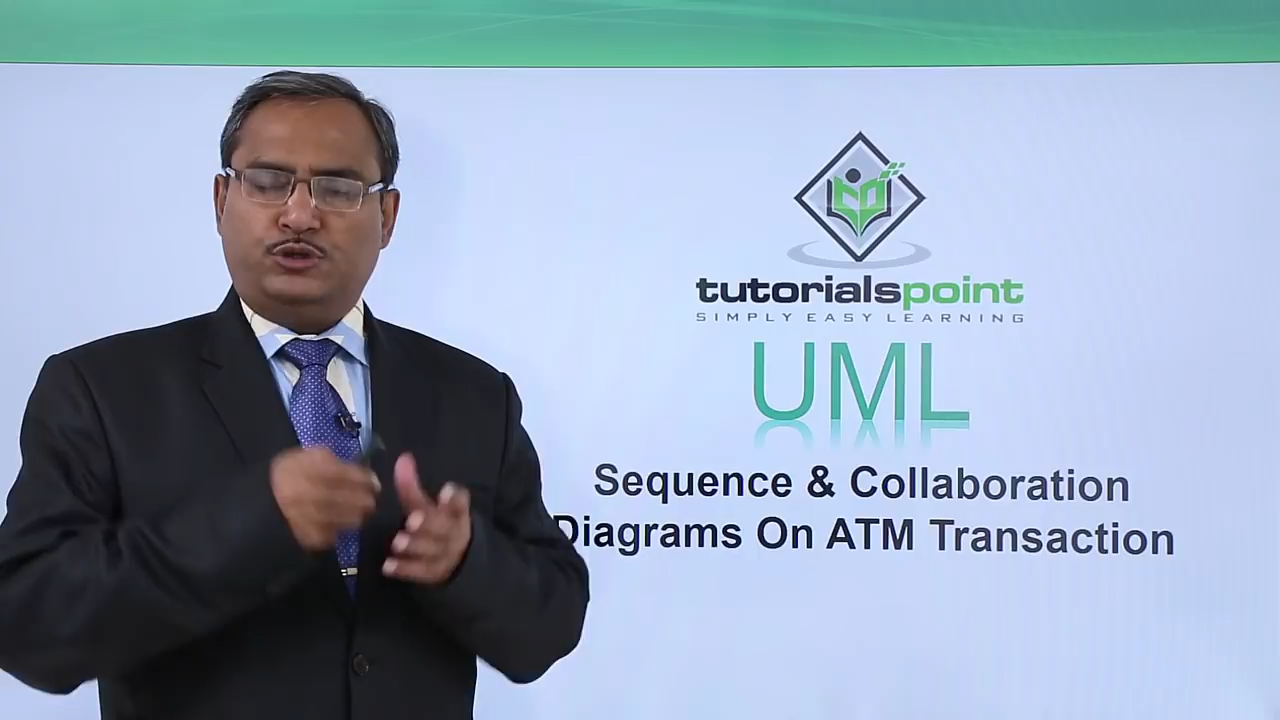 tutorialspoint
SIMPLY EASY LEARNING
UML
Sequence & Collaboration
Diagrams On ATM Transaction